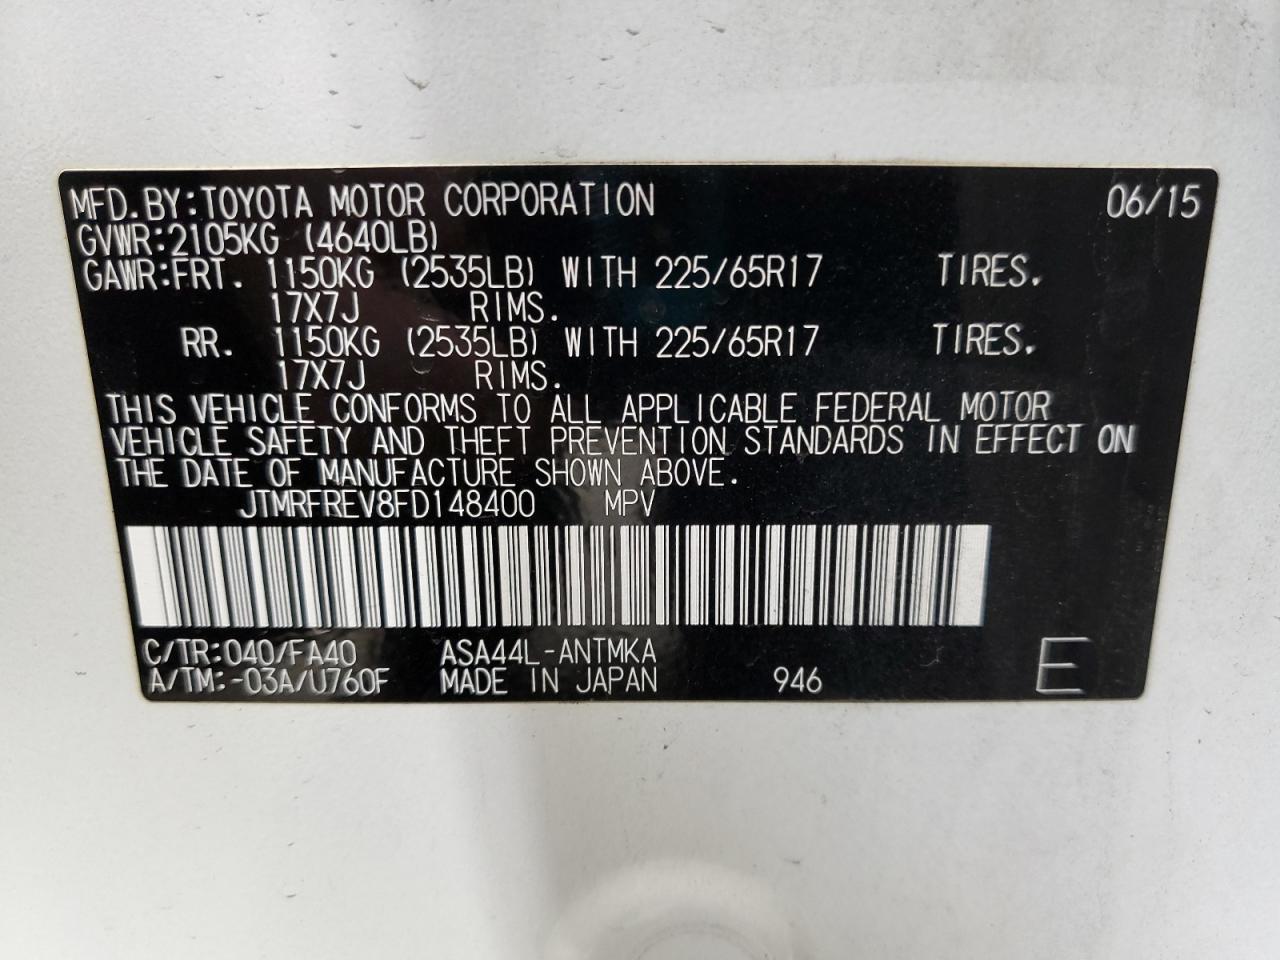 MFD.BY:TOYOTA MOTOR CORPORATION 06/15
GVWR:2105KG (4640LB)
GAWR:FRT. 1150KG (2535LB) WITH 225/65R17 TIRES.
17X7J RIMS.
RR. 1150KG (2535LB) WITH 225/65R17 TIRES.
17X7J RIMS.
THIS VEHICLE CONFORMS TO ALL APPLICABLE FEDERAL MOTOR
VEHICLE SAFETY AND THEFT PREVENTION STANDARDS IN EFFECT ON
THE DATE OF MANUFACTURE SHOWN ABOVE.
JTMRFREV8FD148400 MPV
C/TR:040/FA40 ASA44L-ANTMKA
A/TM:-03A/U760F MADE IN JAPAN 946 E